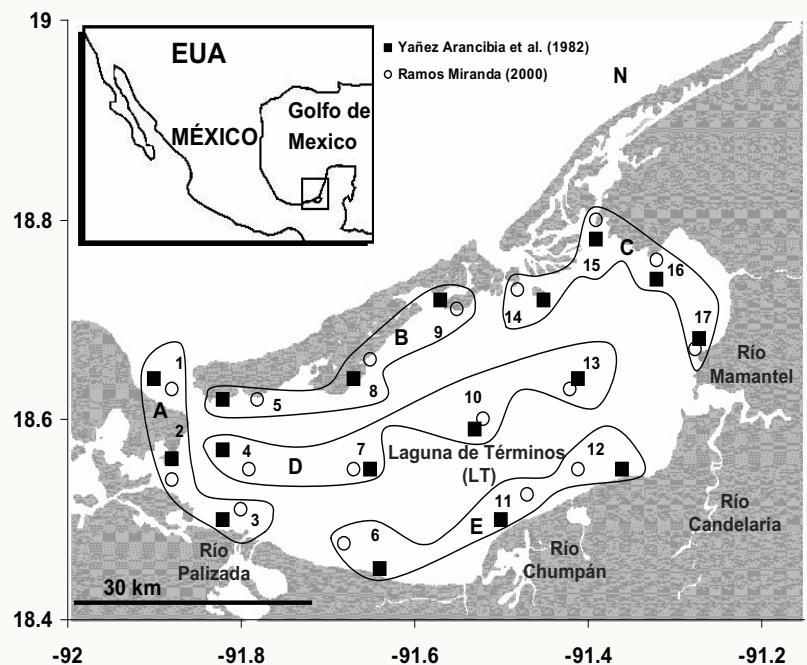 19
18.8
18.6
18.4
-92
-91.8
-91.6
-91.4
-91.2
EUA
MÉXICO
Golfo de
Mexico
Yañez Arancibia et al. (1982)
Ramos Miranda (2000)
N
C
15
16
14
17
B
9
8
5
1
A
2
3
13
10
4
7
D
Laguna de Términos
(LT)
12
11
E
6
Río
Mamantel
Río
Candelaria
Río
Chumpán
Río
Palizada
30 km